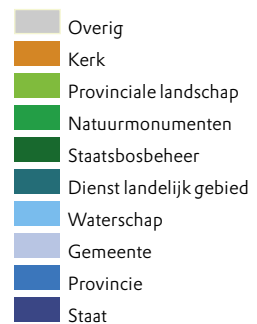 Overig
Kerk
Provinciale landschap
Natuurmonumenten
Staatsbosbeheer
Dienst landelijk gebied
Waterschap
Gemeente
Provincie
Staat